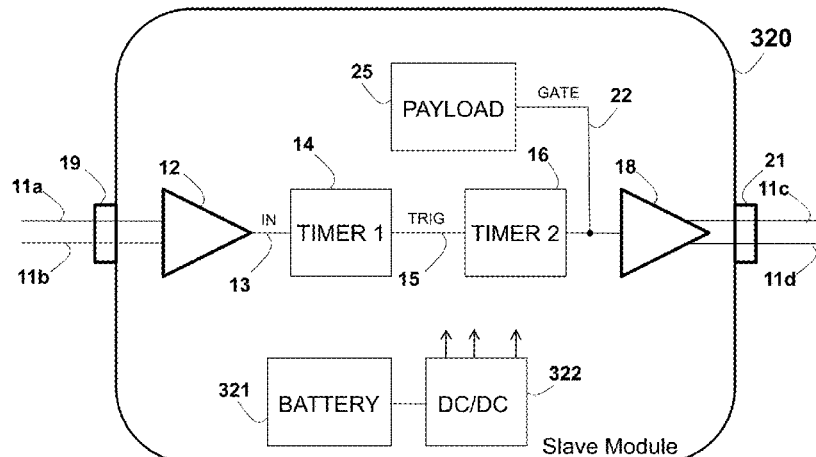 320
25
PAYLOAD
GATE
22
14
16
19
12
18
21
11a
11c
IN
TIMER 1
TRIG
TIMER 2
11b
13
15
11d
321
BATTERY
DC/DC
322
Slave Module